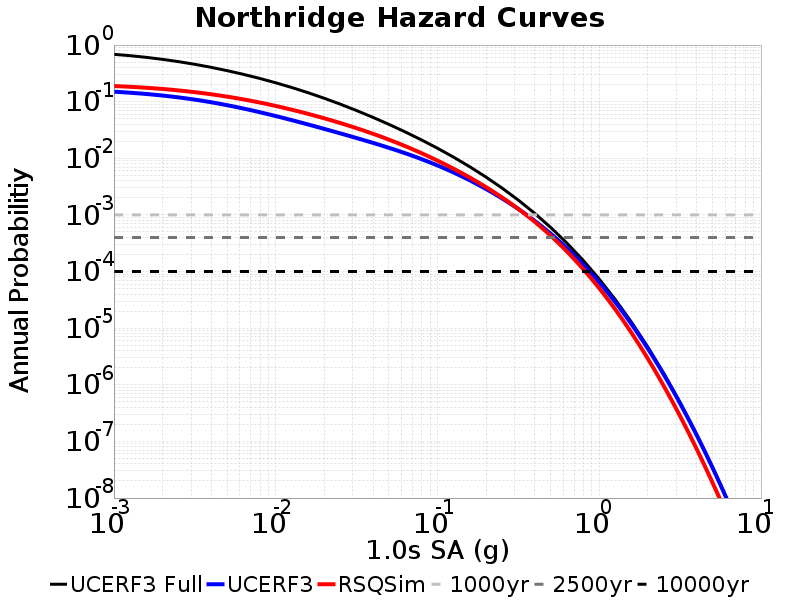 Northridge Hazard Curves
Annual Probabilitiy
10^0
10^-1
10^-2
10^-3
10^-4
10^-5
10^-6
10^-7
10^-8
10^-3 10^-2 10^-1 10^0 10^1
1.0s SA (g)
UCERF3 Full UCERF3 RSQSim 1000yr 2500yr 10000yr